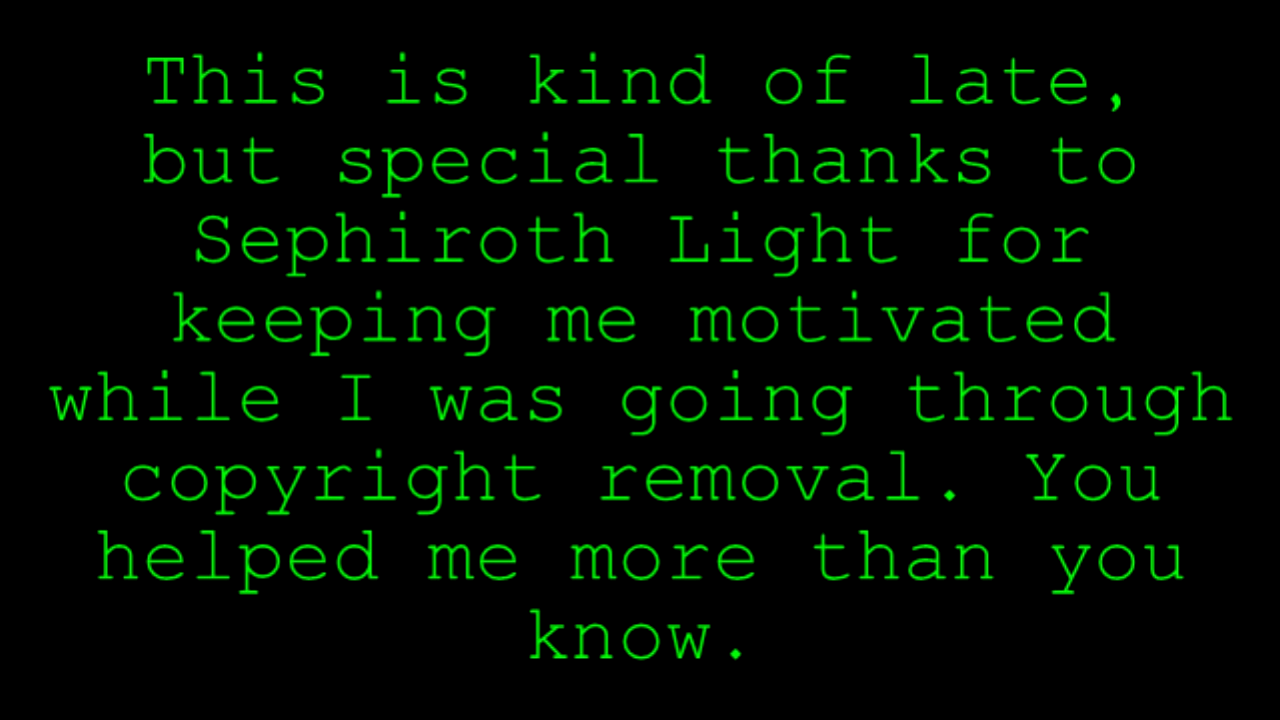 This is kind of late,
but special thanks to
Sephiroth Light for
keeping me motivated
while I was going through
copyright removal. You
helped me more than you
know.